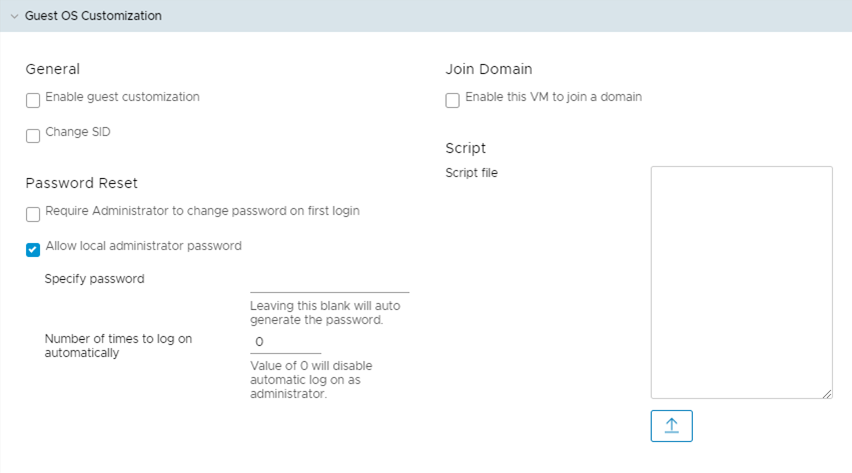 Guest OS Customization
General
Enable guest customization
Change SID
Password Reset
Require Administrator to change password on first login
Allow local administrator password
Specify password
Leaving this blank will auto
generate the password.
Number of times to log on
automatically
0
Value of 0 will disable
automatic log on as
administrator.
Join Domain
Enable this VM to join a domain
Script
Script file